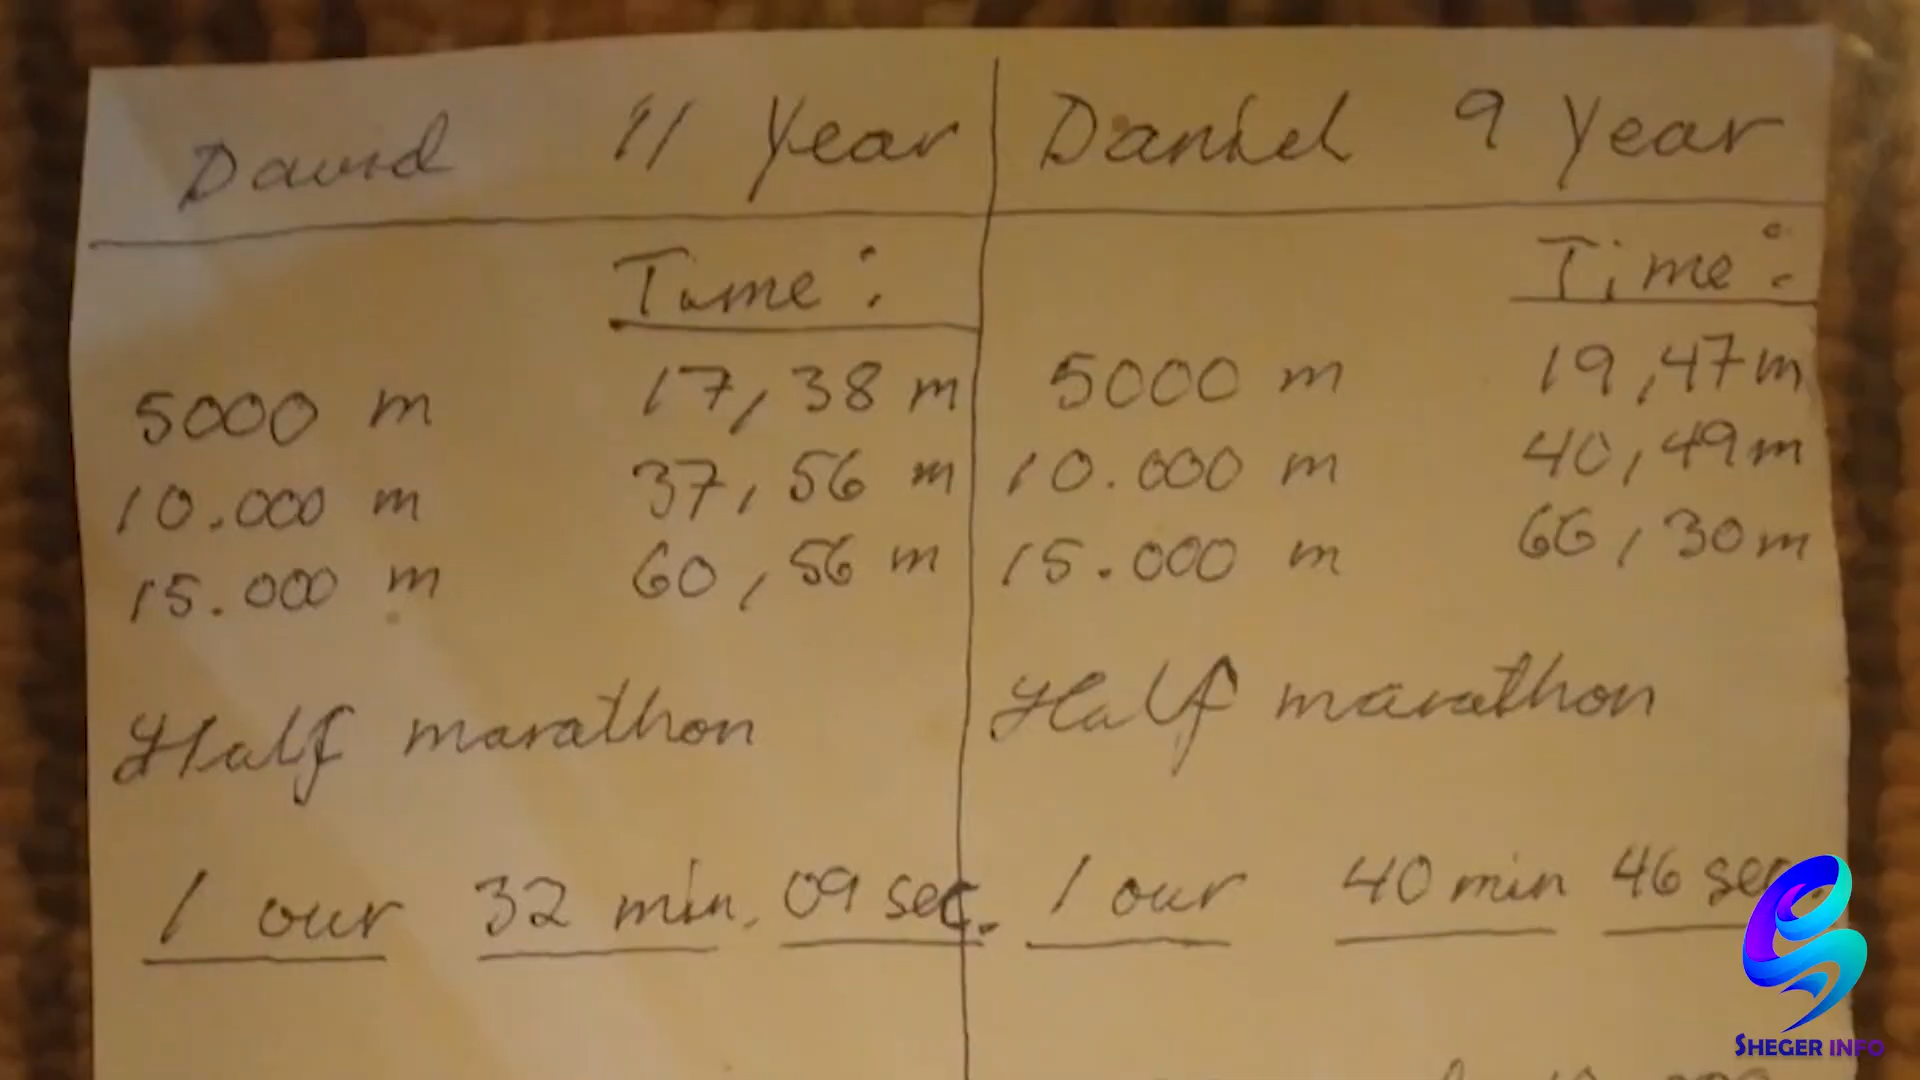 David 11 Year
Time:
5000 m 17,38 m
10.000 m 37,56 m
15.000 m 60,56 m
Half marathon
1 our 32 min. 09 sec.
Daniel 9 Year
Time:
5000 m 19,47 m
10.000 m 40,49 m
15.000 m 66,30 m
Half marathon
1 our 40 min 46 sec.
SHEGER INFO